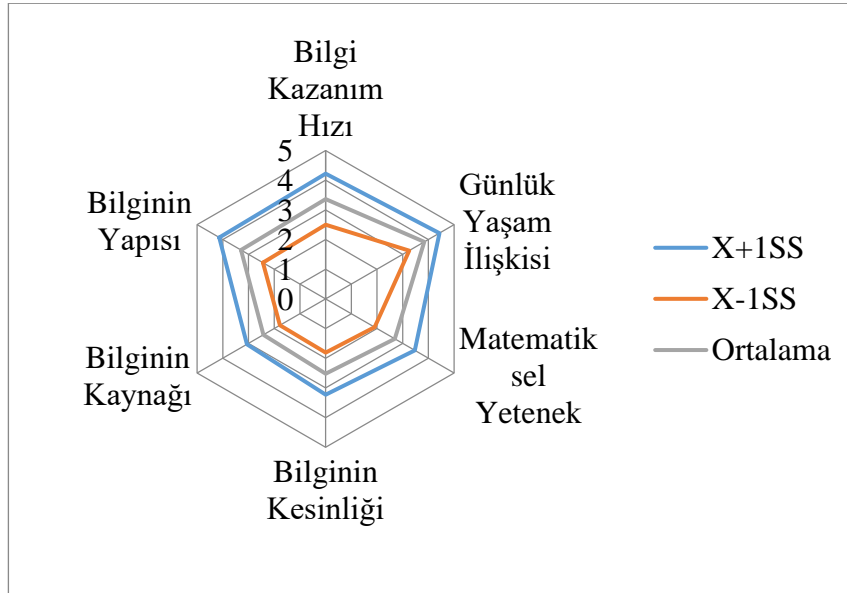 Bilgi
Kazanım
Hızı
5
4
3
2
1
0
Günlük
Yaşam
İlişkisi
Matematik
sel
Yetenek
Bilginin
Kesinliği
Bilginin
Kaynağı
Bilginin
Yapısı
X+1SS
X-1SS
Ortalama